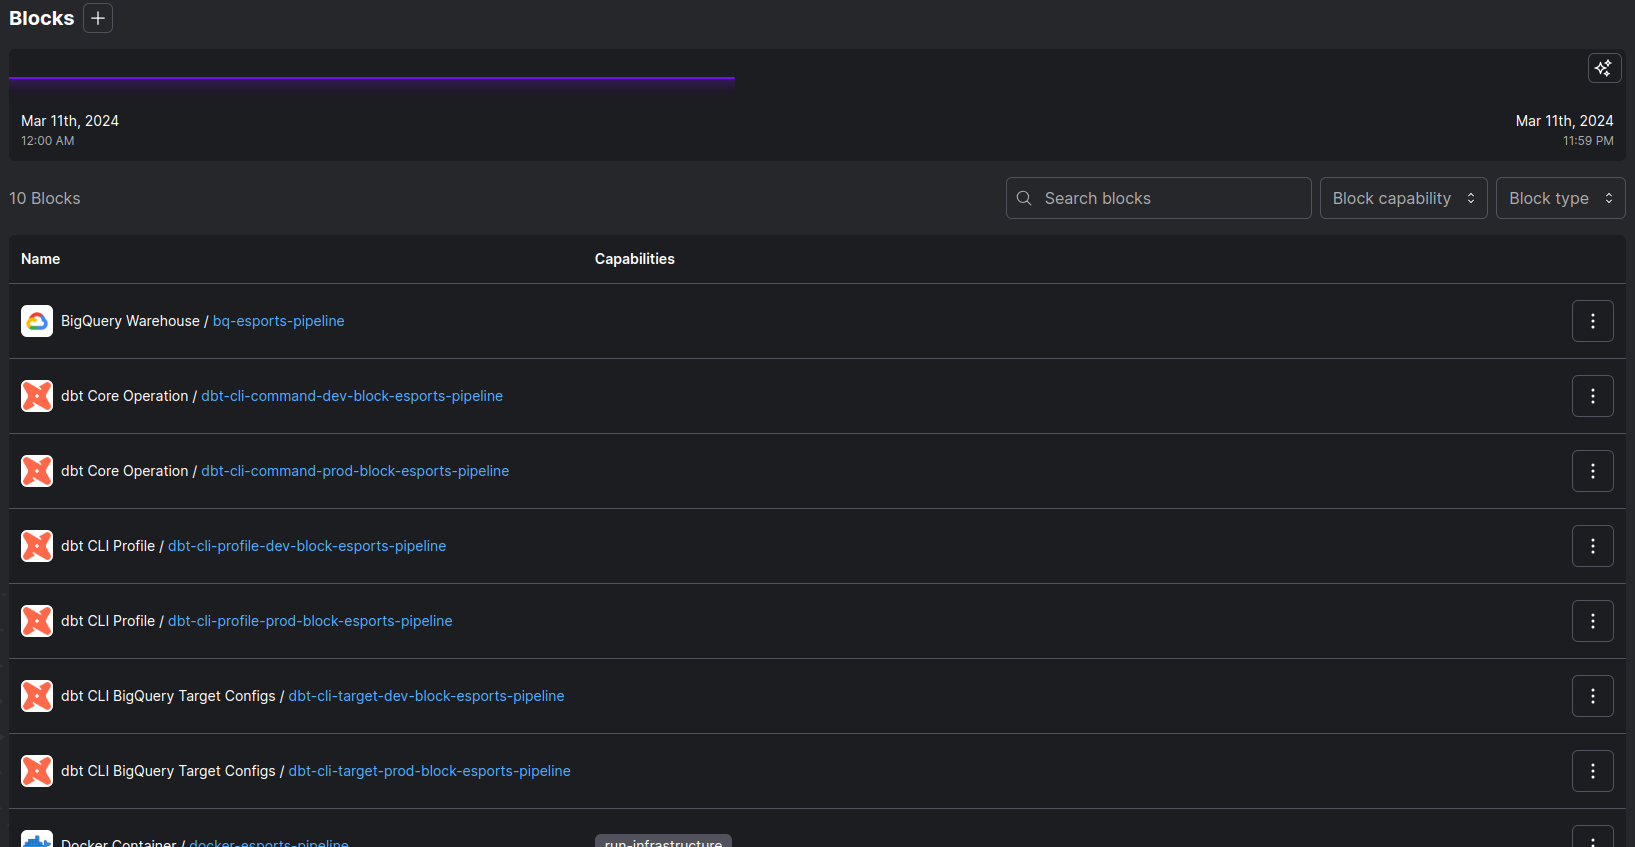 Blocks
Mar 11th, 2024
12:00 AM
Mar 11th, 2024
11:59 PM
10 Blocks
Search blocks
Block capability
Block type
Name Capabilities
BigQuery Warehouse / bq-esports-pipeline
dbt Core Operation / dbt-cli-command-dev-block-esports-pipeline
dbt Core Operation / dbt-cli-command-prod-block-esports-pipeline
dbt CLI Profile / dbt-cli-profile-dev-block-esports-pipeline
dbt CLI Profile / dbt-cli-profile-prod-block-esports-pipeline
dbt CLI BigQuery Target Configs / dbt-cli-target-dev-block-esports-pipeline
dbt CLI BigQuery Target Configs / dbt-cli-target-prod-block-esports-pipeline
Docker Container / docker-esports-pipeline run-infrastructure